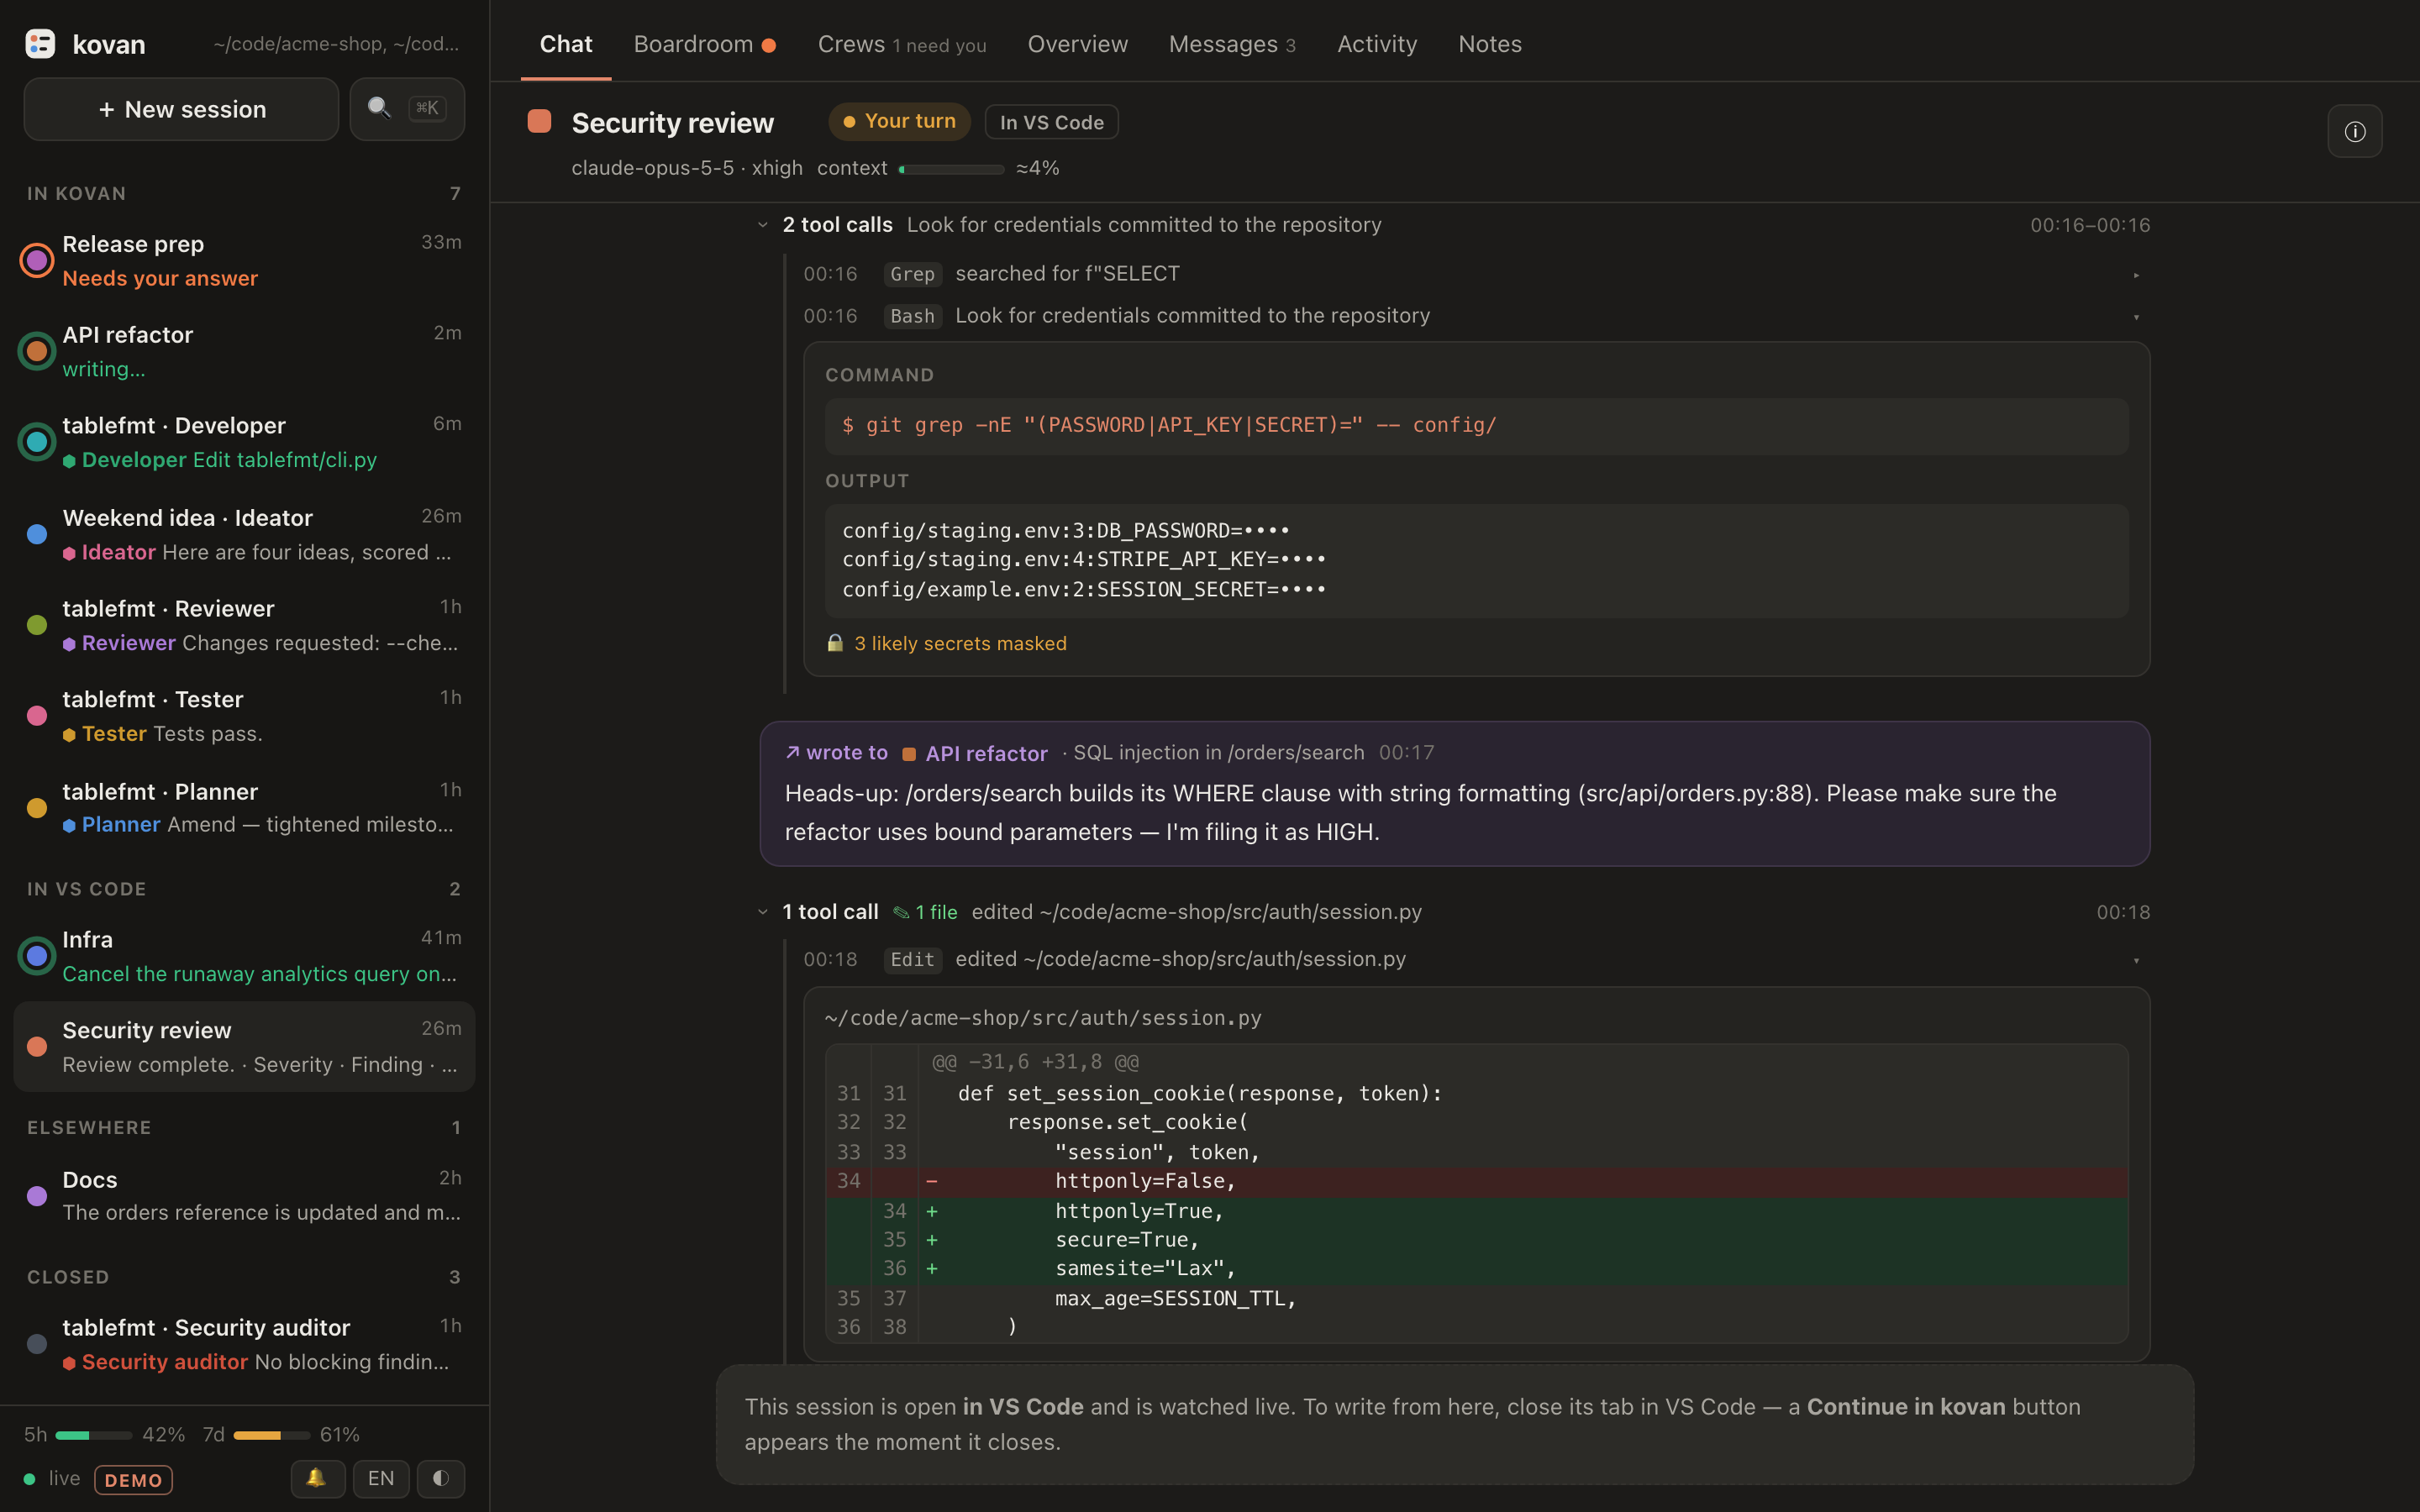 kovan
~/code/acme-shop, ~/cod...
+ New session
⌘K
IN KOVAN 7
Release prep 33m
Needs your answer
API refactor 2m
writing...
tablefmt · Developer 6m
Developer Edit tablefmt/cli.py
Weekend idea · Ideator 26m
Ideator Here are four ideas, scored ...
tablefmt · Reviewer 1h
Reviewer Changes requested: --che...
tablefmt · Tester 1h
Tester Tests pass.
tablefmt · Planner 1h
Planner Amend — tightened milesto...
IN VS CODE 2
Infra 41m
Cancel the runaway analytics query on...
Security review 26m
Review complete. · Severity · Finding · ...
ELSEWHERE 1
Docs 2h
The orders reference is updated and m...
CLOSED 3
tablefmt · Security auditor 1h
Security auditor No blocking findin...
5h 42% 7d 61%
live DEMO EN
Chat Boardroom Crews 1 need you Overview Messages 3 Activity Notes
Security review Your turn In VS Code
claude-opus-5-5 · xhigh context ≈4%
2 tool calls Look for credentials committed to the repository 00:16–00:16
00:16 Grep searched for f"SELECT
00:16 Bash Look for credentials committed to the repository
COMMAND
$ git grep -nE "(PASSWORD|API_KEY|SECRET)=" -- config/
OUTPUT
config/staging.env:3:DB_PASSWORD=••••
config/staging.env:4:STRIPE_API_KEY=••••
config/example.env:2:SESSION_SECRET=••••
3 likely secrets masked
↗ wrote to API refactor · SQL injection in /orders/search 00:17
Heads-up: /orders/search builds its WHERE clause with string formatting (src/api/orders.py:88). Please make sure the
refactor uses bound parameters — I'm filing it as HIGH.
1 tool call ✎ 1 file edited ~/code/acme-shop/src/auth/session.py 00:18
00:18 Edit edited ~/code/acme-shop/src/auth/session.py
~/code/acme-shop/src/auth/session.py
@@ -31,6 +31,8 @@
31 31 def set_session_cookie(response, token):
32 32 response.set_cookie(
33 33 "session", token,
34 - httponly=False,
34 + httponly=True,
35 + secure=True,
36 + samesite="Lax",
35 37 max_age=SESSION_TTL,
36 38 )
This session is open in VS Code and is watched live. To write from here, close its tab in VS Code — a Continue in kovan button
appears the moment it closes.